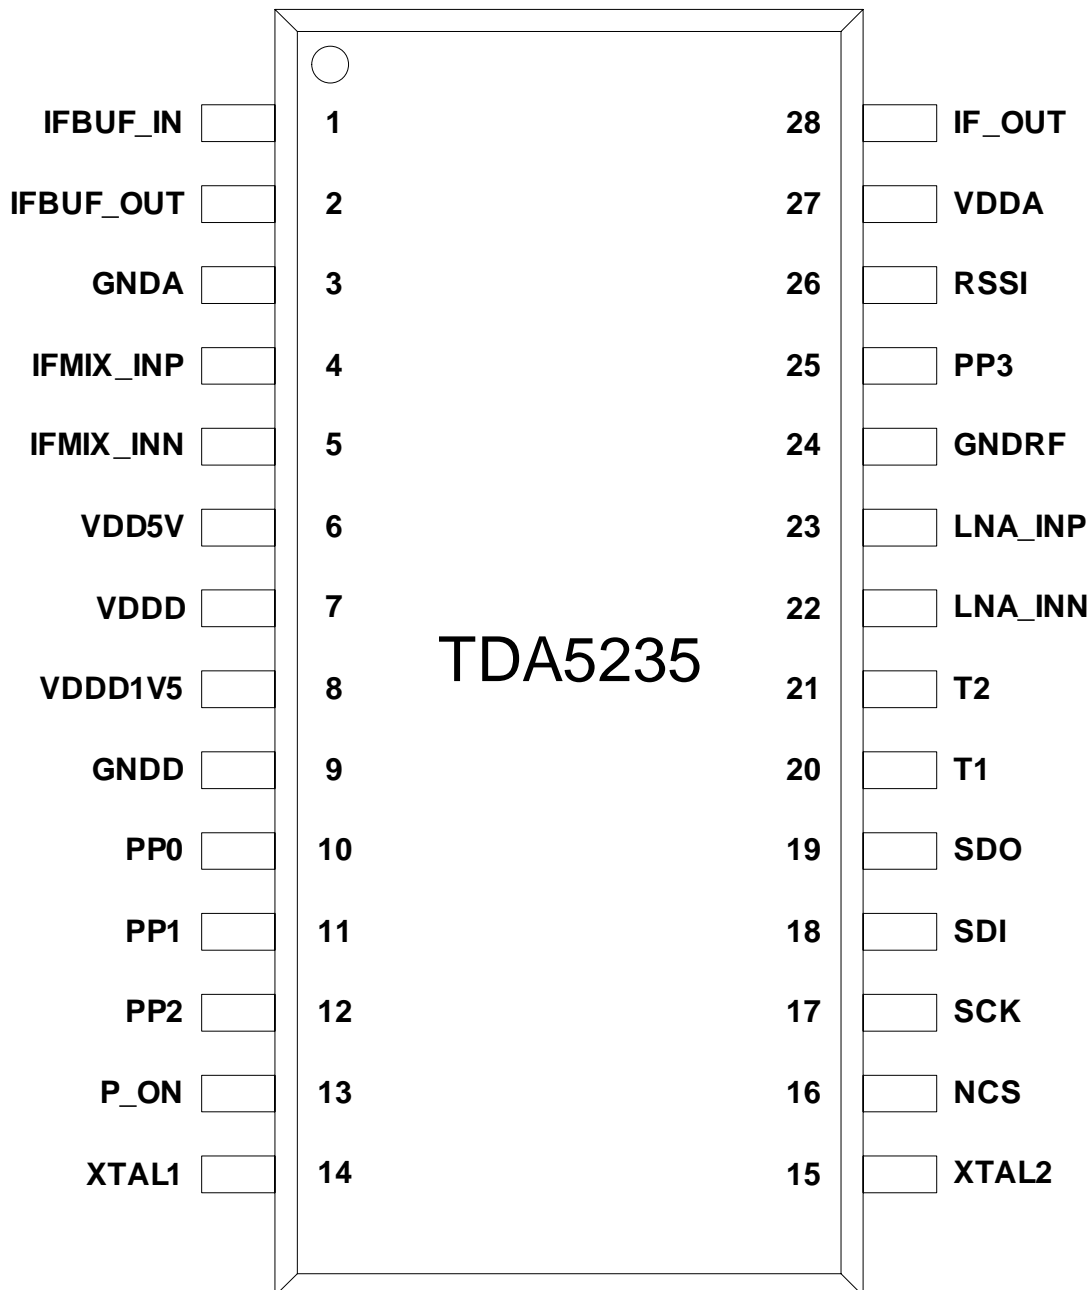 IFBUF_IN 1 28 IF_OUT
IFBUF_OUT 2 27 VDDA
GNDA 3 26 RSSI
IFMIX_INP 4 25 PP3
IFMIX_INN 5 24 GNDRF
VDD5V 6 23 LNA_INP
VDDD 7 22 LNA_INN
TDA5235
VDDD1V5 8 21 T2
GNDD 9 20 T1
PP0 10 19 SDO
PP1 11 18 SDI
PP2 12 17 SCK
P_ON 13 16 NCS
XTAL1 14 15 XTAL2